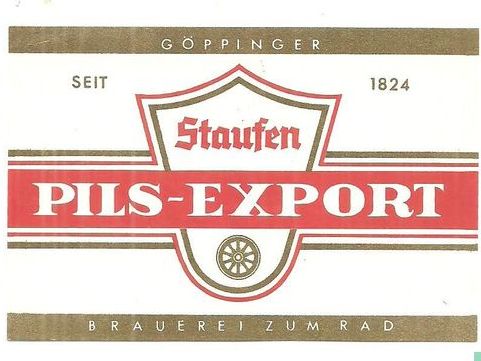 GÖPPINGER
SEIT 1824
Staufen
PILS-EXPORT
BRAUEREI ZUM RAD